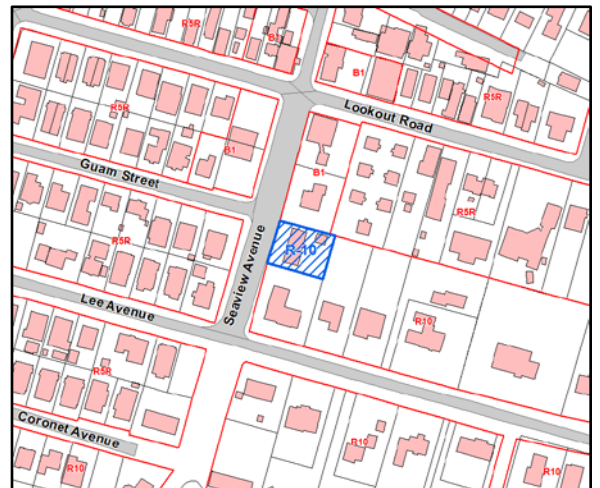 R5R
B1
B1
R5R
Lookout Road
R5R
B1
Guam Street
B1
R5R
R5R
Seaview Avenue
R-10
Lee Avenue
R10
R5R
Coronet Avenue
R10
R10
R10